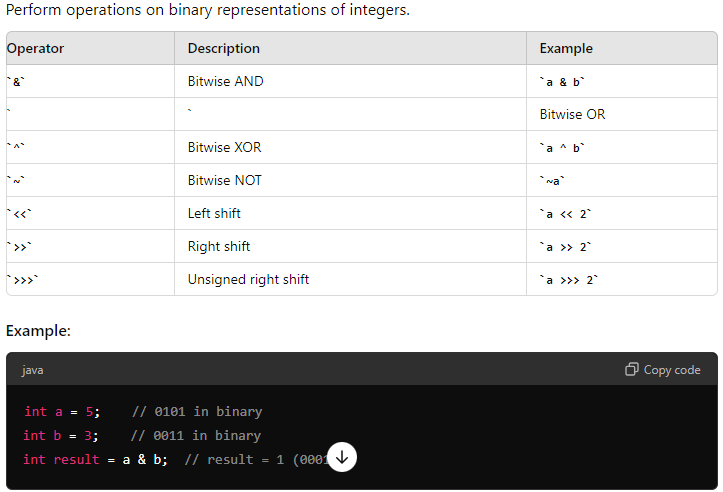 Perform operations on binary representations of integers.
Operator Description Example
`&` Bitwise AND `a & b`
` ` Bitwise OR
`^` Bitwise XOR `a ^ b`
`~` Bitwise NOT `~a`
`<<` Left shift `a << 2`
`>>` Right shift `a >> 2`
`>>>` Unsigned right shift `a >>> 2`
Example:
java Copy code
int a = 5; // 0101 in binary
int b = 3; // 0011 in binary
int result = a & b; // result = 1 (0001